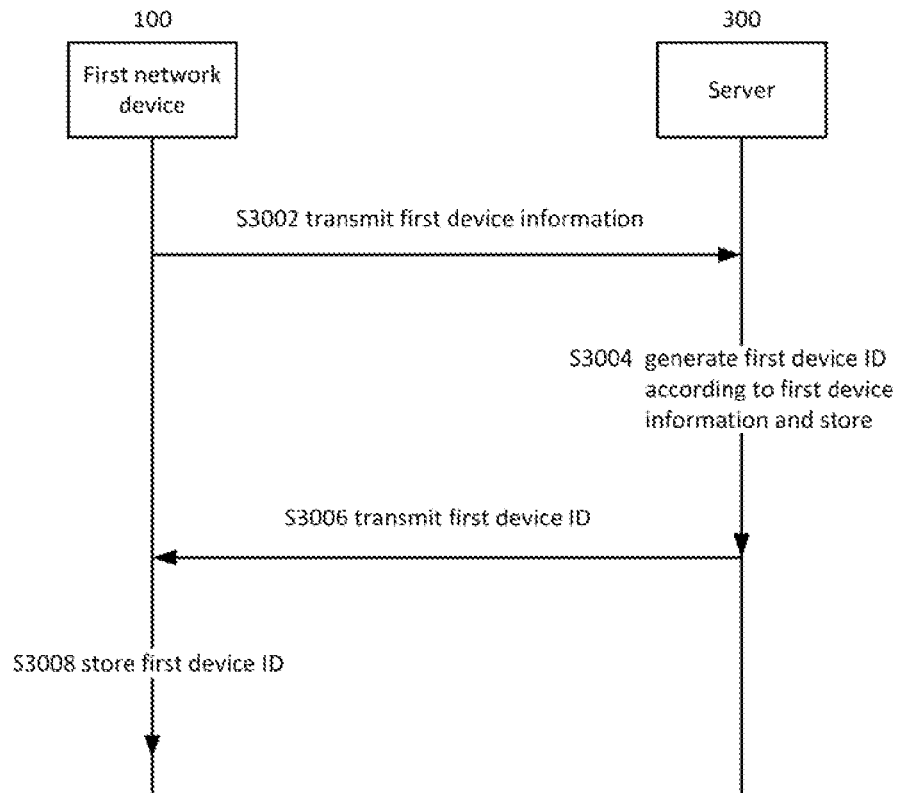 100
300
First network
device
Server
S3002 transmit first device information
S3004 generate first device ID
according to first device
information and store
S3006 transmit first device ID
S3008 store first device ID